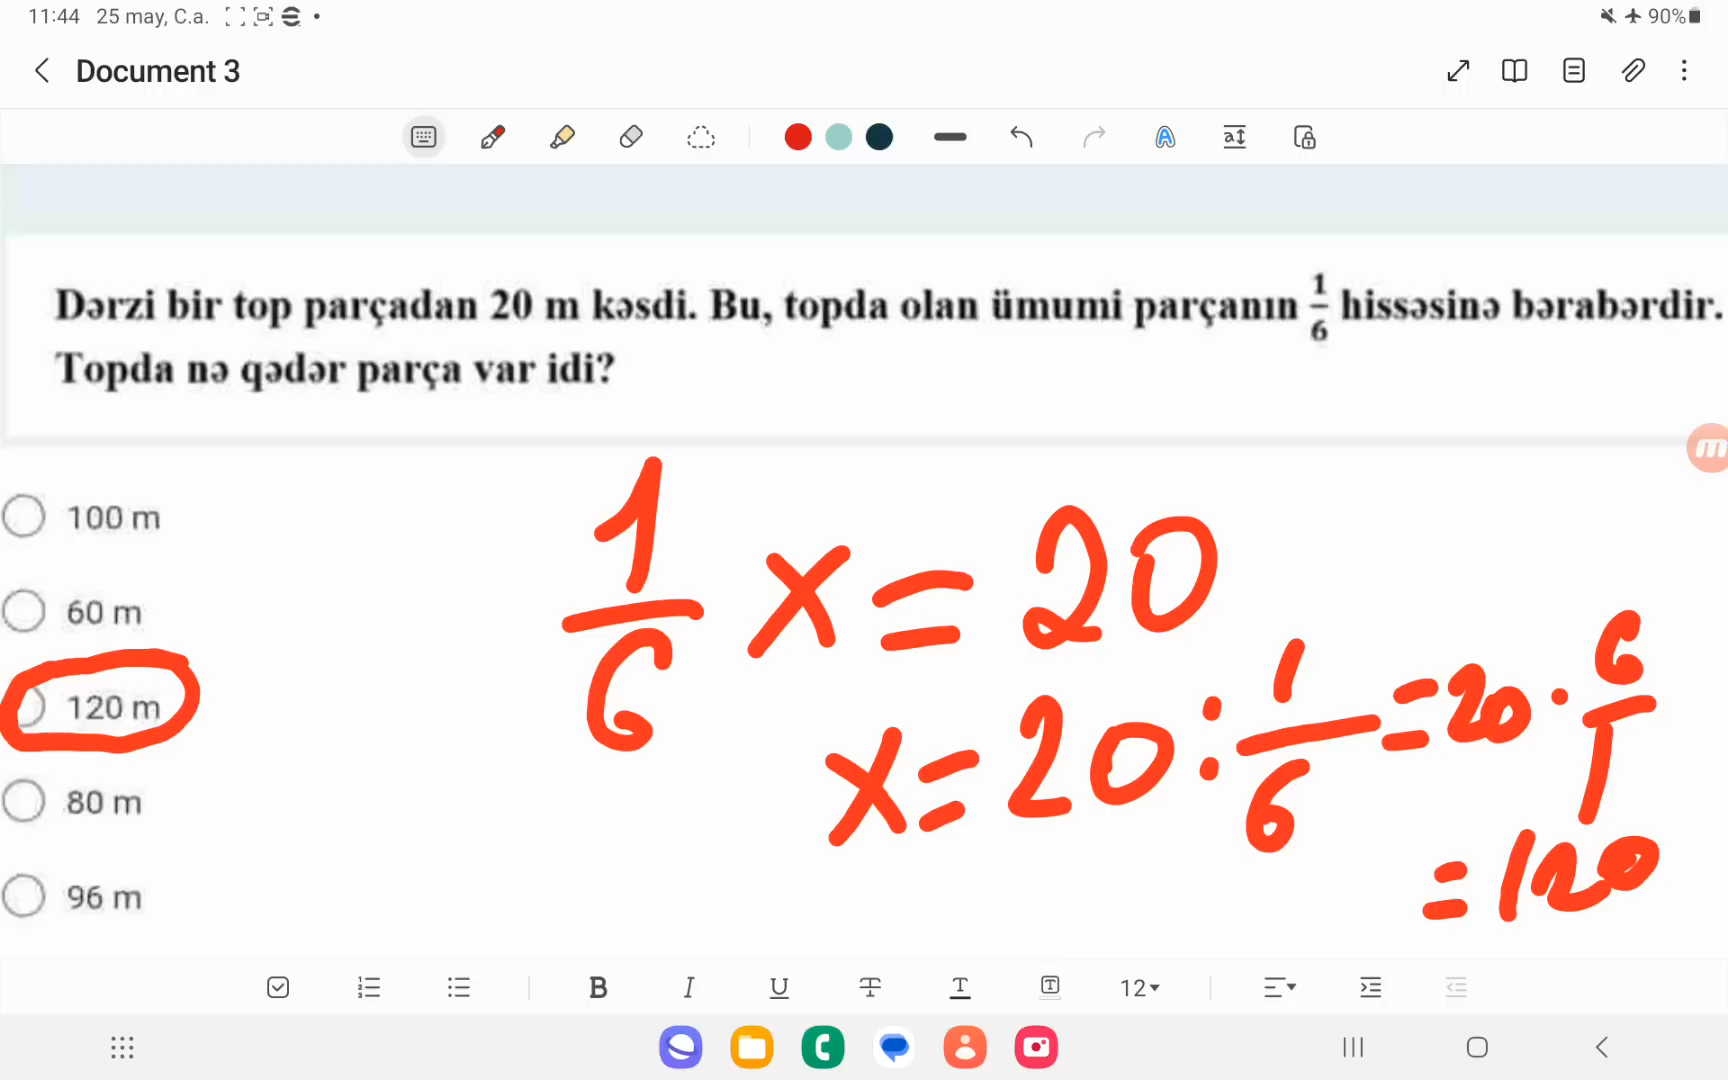 11:44 25 may, C.a. 90%
Document 3
Dərzi bir top parçadan 20 m kəsdi. Bu, topda olan ümumi parçanın 1/6 hissəsinə bərabərdir.
Topda nə qədər parça var idi?
100 m
60 m
120 m
80 m
96 m
1/6 x = 20
x = 20 : 1/6 = 20 · 6/1
= 120
B I U T T T 12